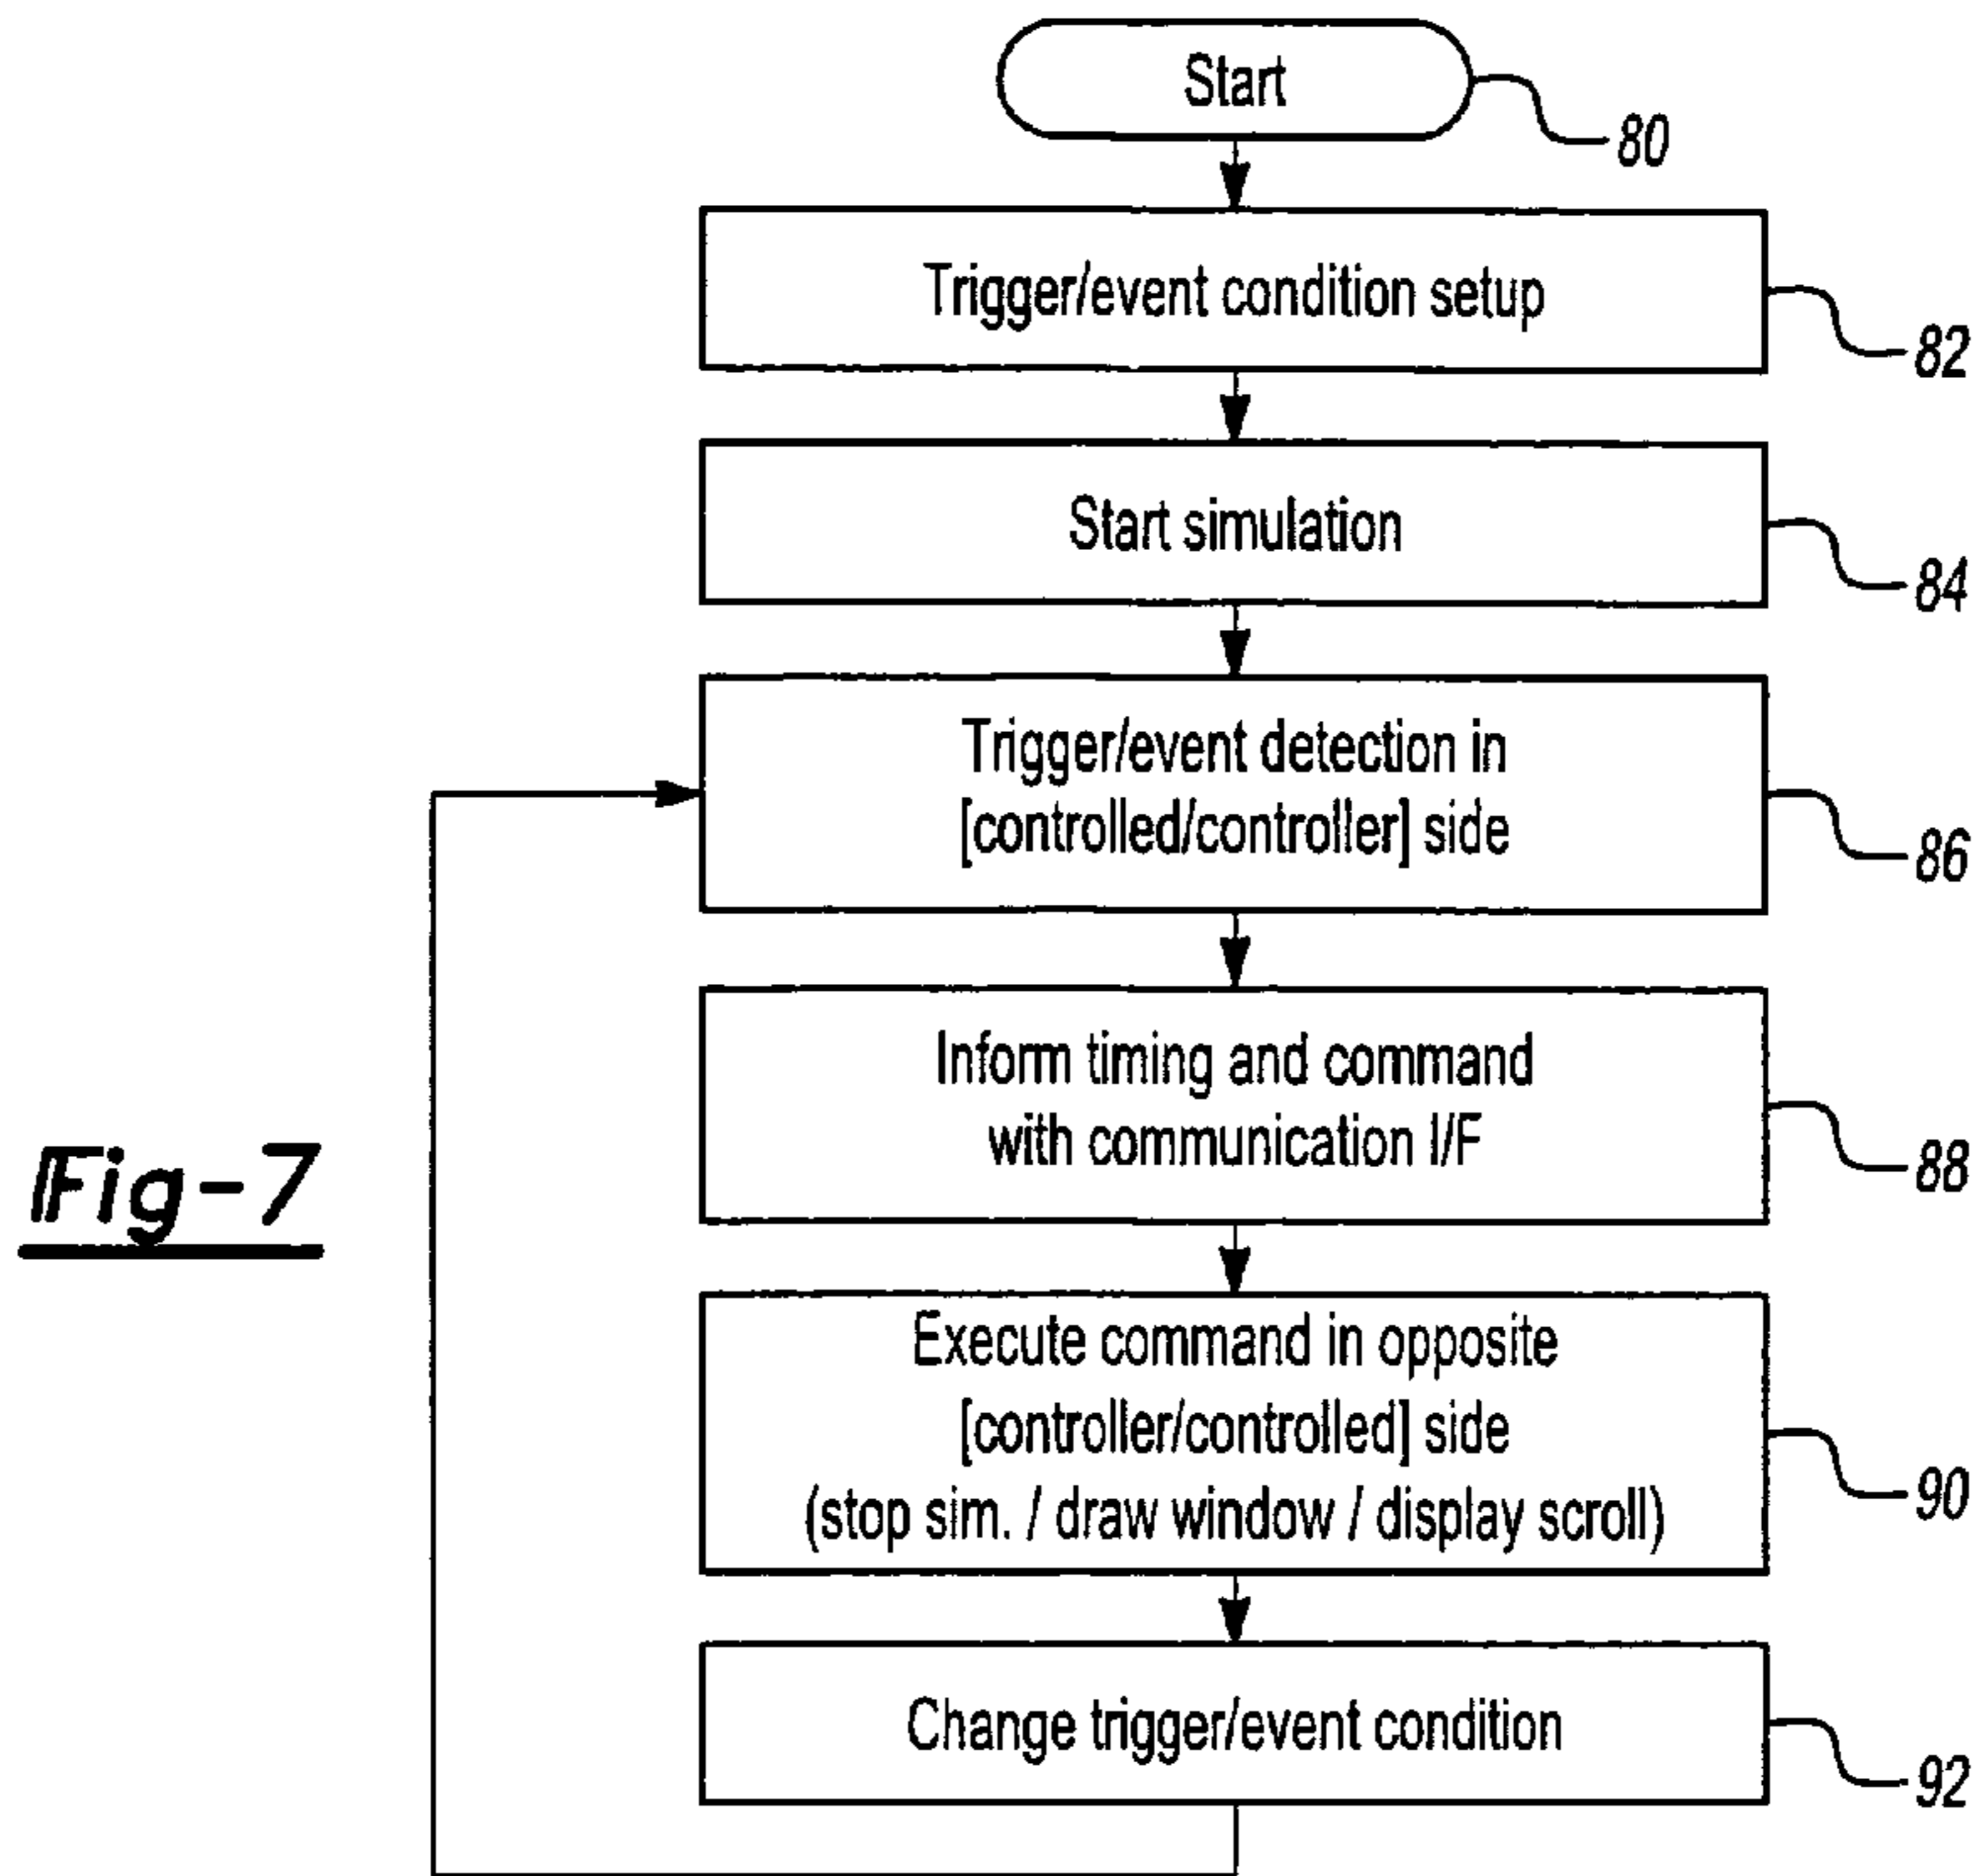 Start
80
Trigger/event condition setup
82
Start simulation
84
Trigger/event detection in
[controlled/controller] side
86
Inform timing and command
with communication I/F
88
Execute command in opposite
[controller/controlled] side
(stop sim. / draw window / display scroll)
90
Change trigger/event condition
92
Fig-7